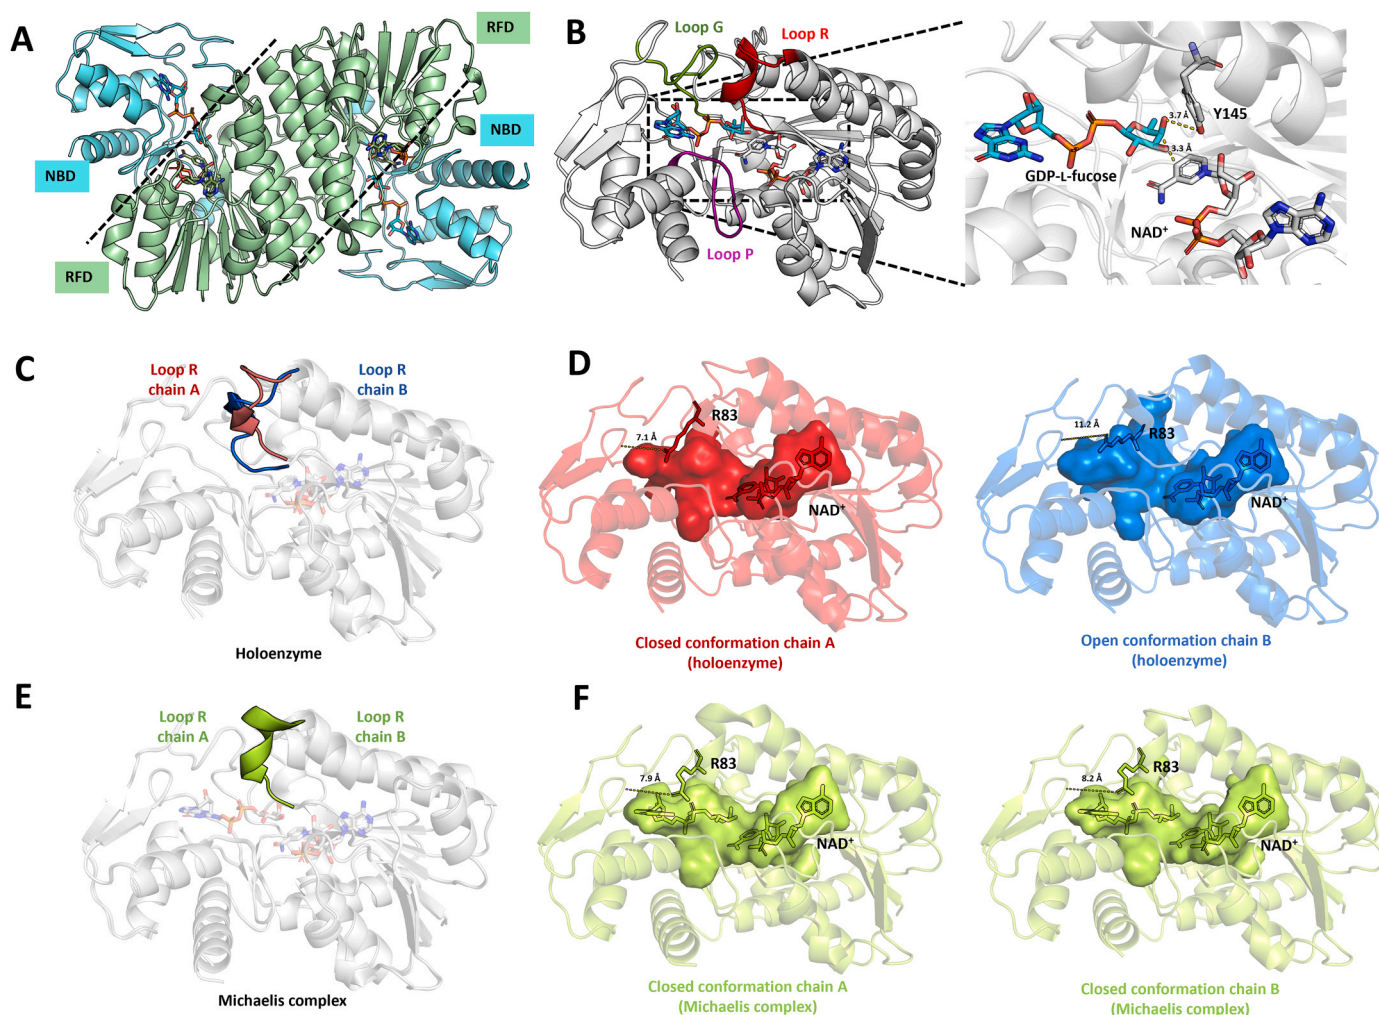 A
RFD
NBD
NBD
RFD
B
Loop G
Loop R
Loop P
3.7 Å
Y145
3.3 Å
GDP-L-fucose
NAD⁺
C
Loop R
chain A
Loop R
chain B
Holoenzyme
D
R83
7.1 Å
NAD⁺
Closed conformation chain A
(holoenzyme)
11.2 Å
R83
NAD⁺
Open conformation chain B
(holoenzyme)
E
Loop R
chain A
Loop R
chain B
Michaelis complex
F
R83
7.9 Å
NAD⁺
Closed conformation chain A
(Michaelis complex)
R83
8.2 Å
NAD⁺
Closed conformation chain B
(Michaelis complex)